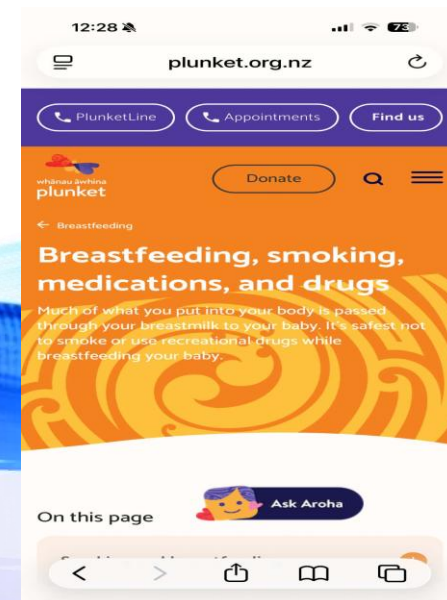 12:28
73
plunket.org.nz
PlunketLine
Appointments
Find us
whānau āwhina
plunket
Donate
← Breastfeeding
Breastfeeding, smoking,
medications, and drugs
Much of what you put into your body is passed
through your breastmilk to your baby. It's safest not
to smoke or use recreational drugs while
breastfeeding your baby.
Ask Aroha
On this page